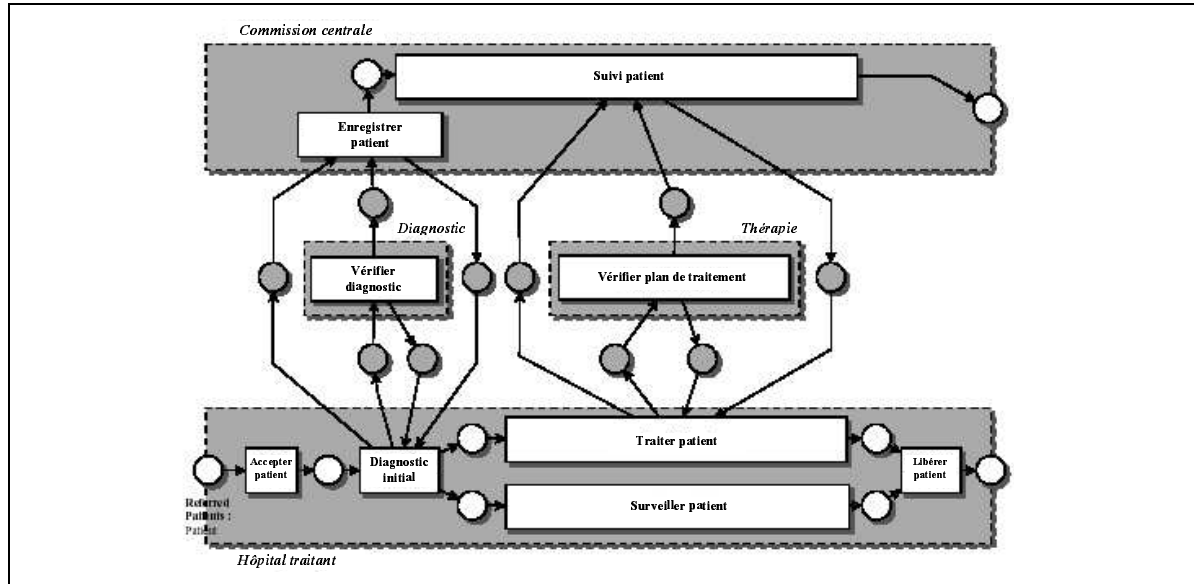 Commission centrale
Suivi patient
Enregistrer
patient
Diagnostic
Thérapie
Vérifier
diagnostic
Vérifier plan de traitement
Accepter
patient
Diagnostic
initial
Traiter patient
Libérer
patient
Surveiller patient
Referred
Patients :
Patient
Hôpital traitant